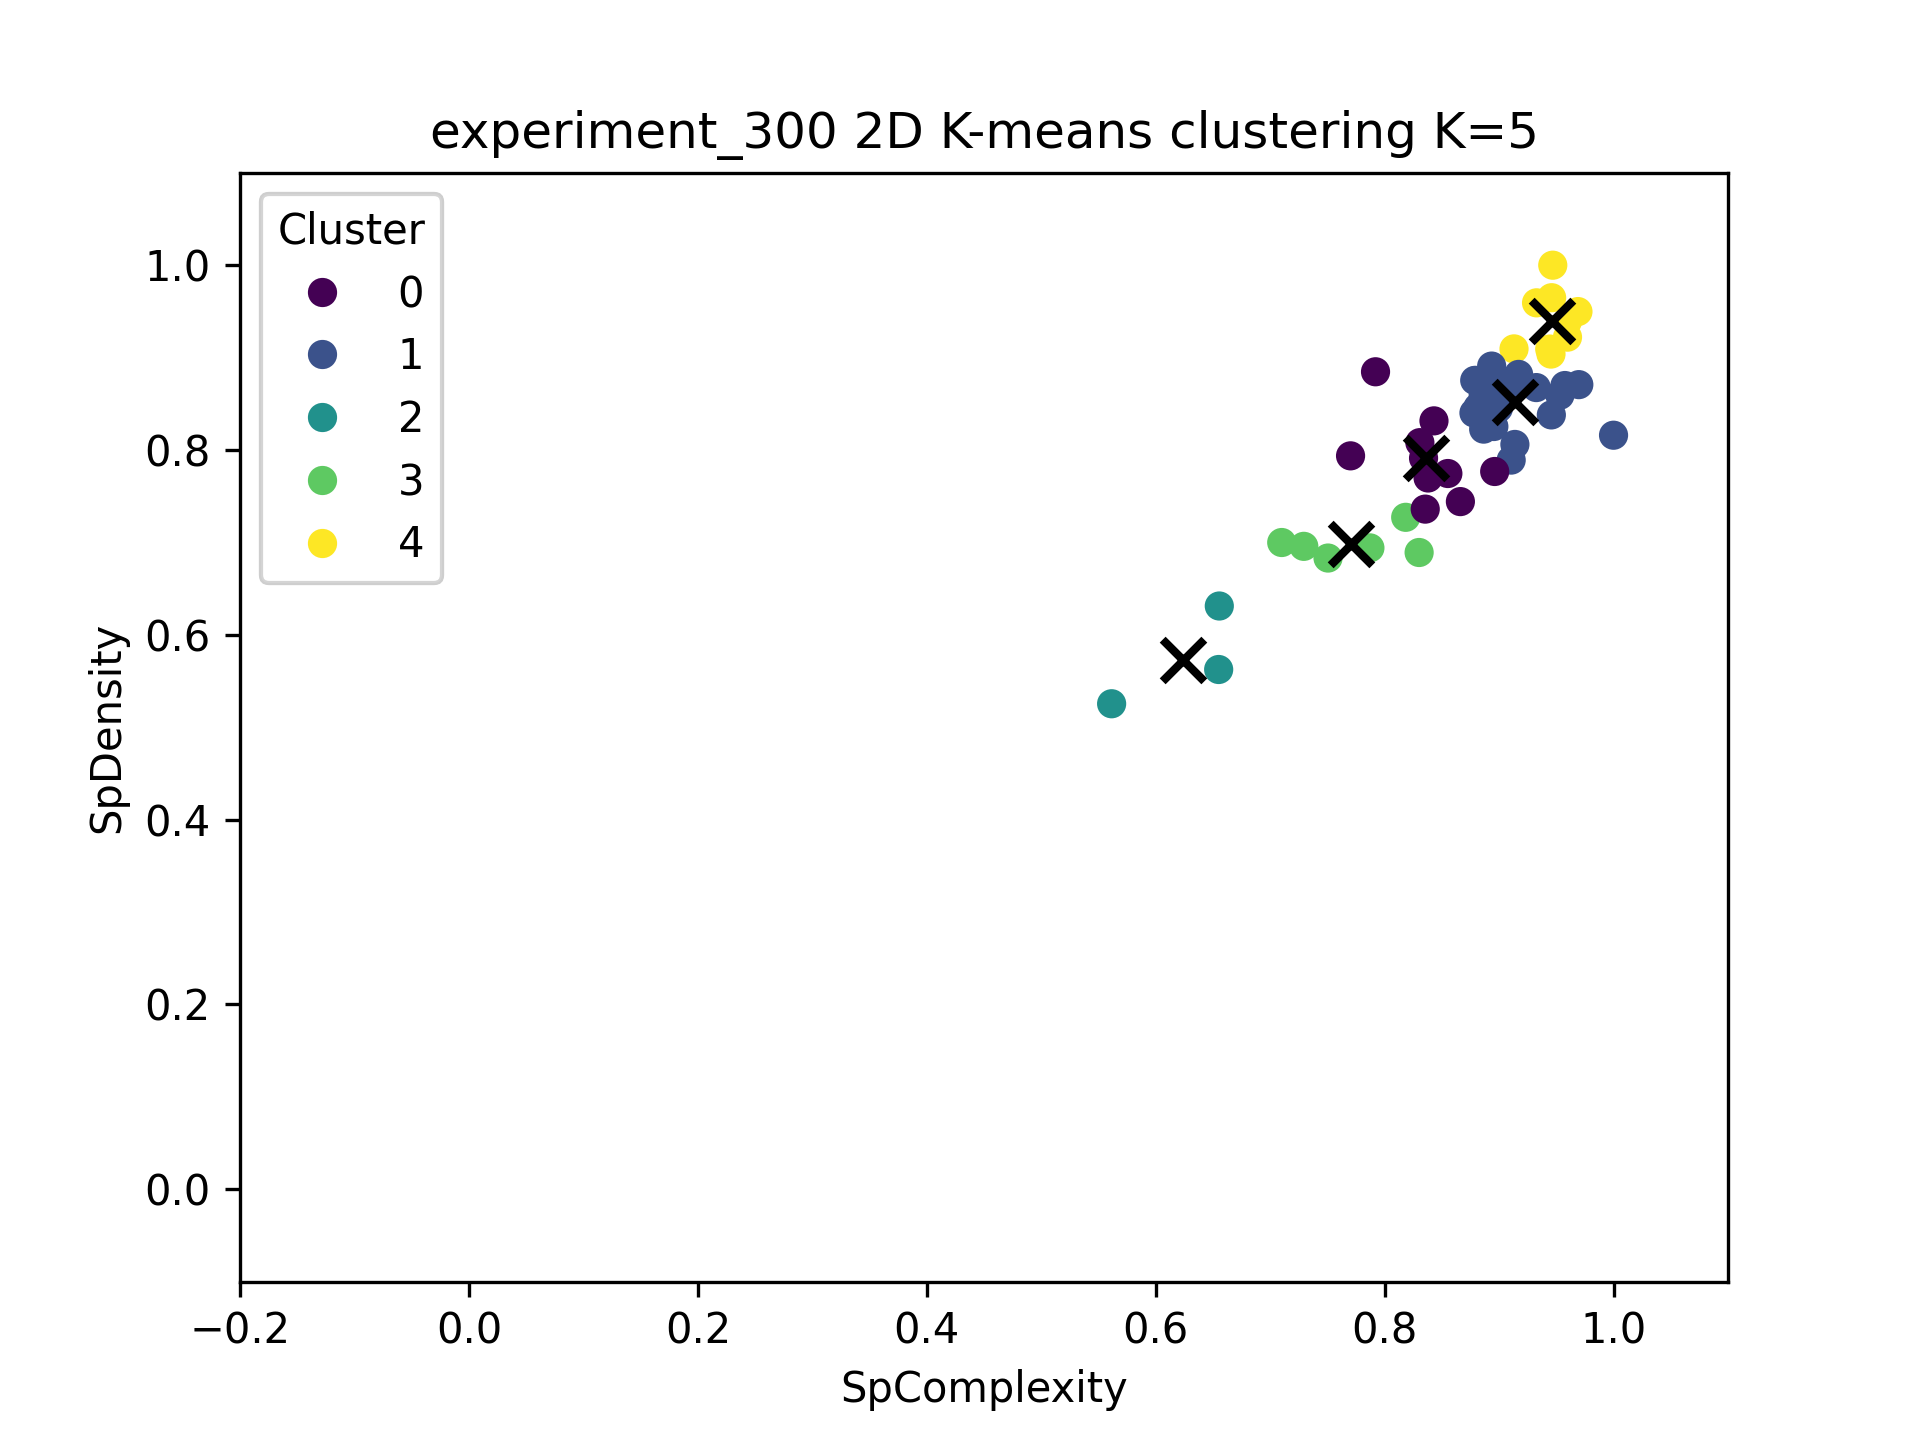 experiment_300 2D K-means clustering K=5
Cluster
0
1
2
3
4
1.0
0.8
0.6
0.4
0.2
0.0
SpDensity
−0.2 0.0 0.2 0.4 0.6 0.8 1.0
SpComplexity